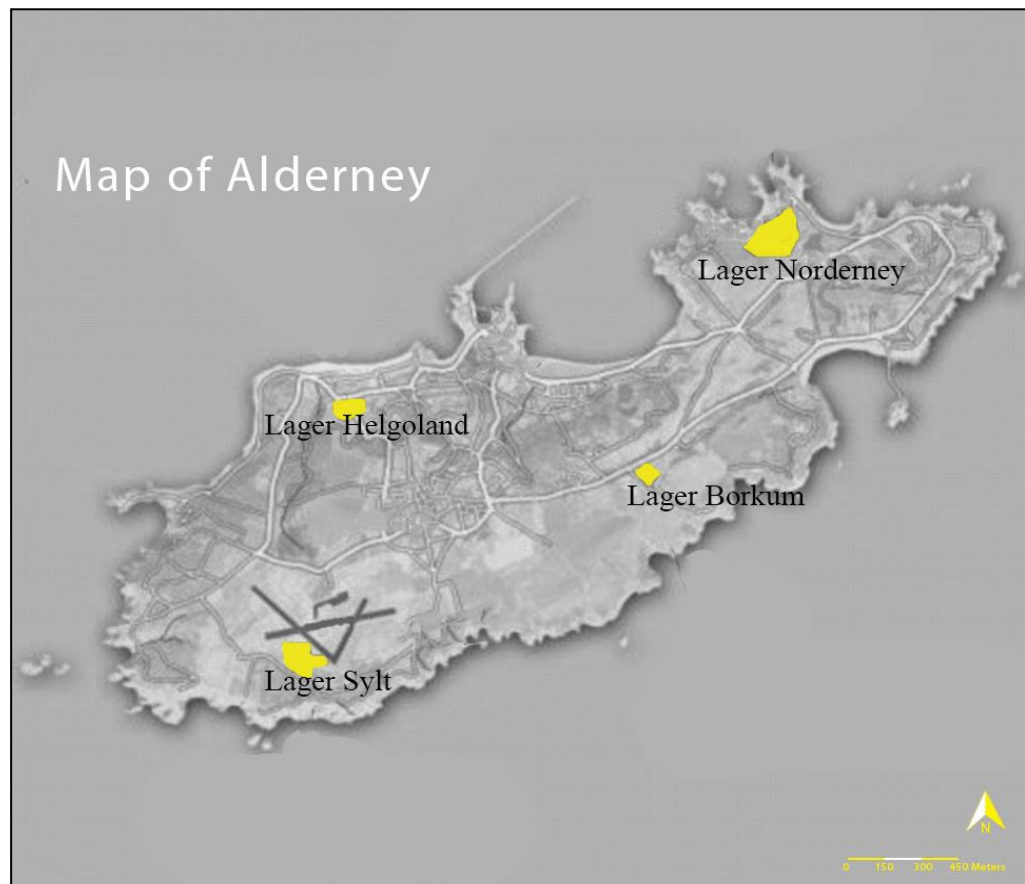 Map of Alderney
Lager Norderney
Lager Helgoland
Lager Borkum
Lager Sylt
N
0 150 300 450 Meters